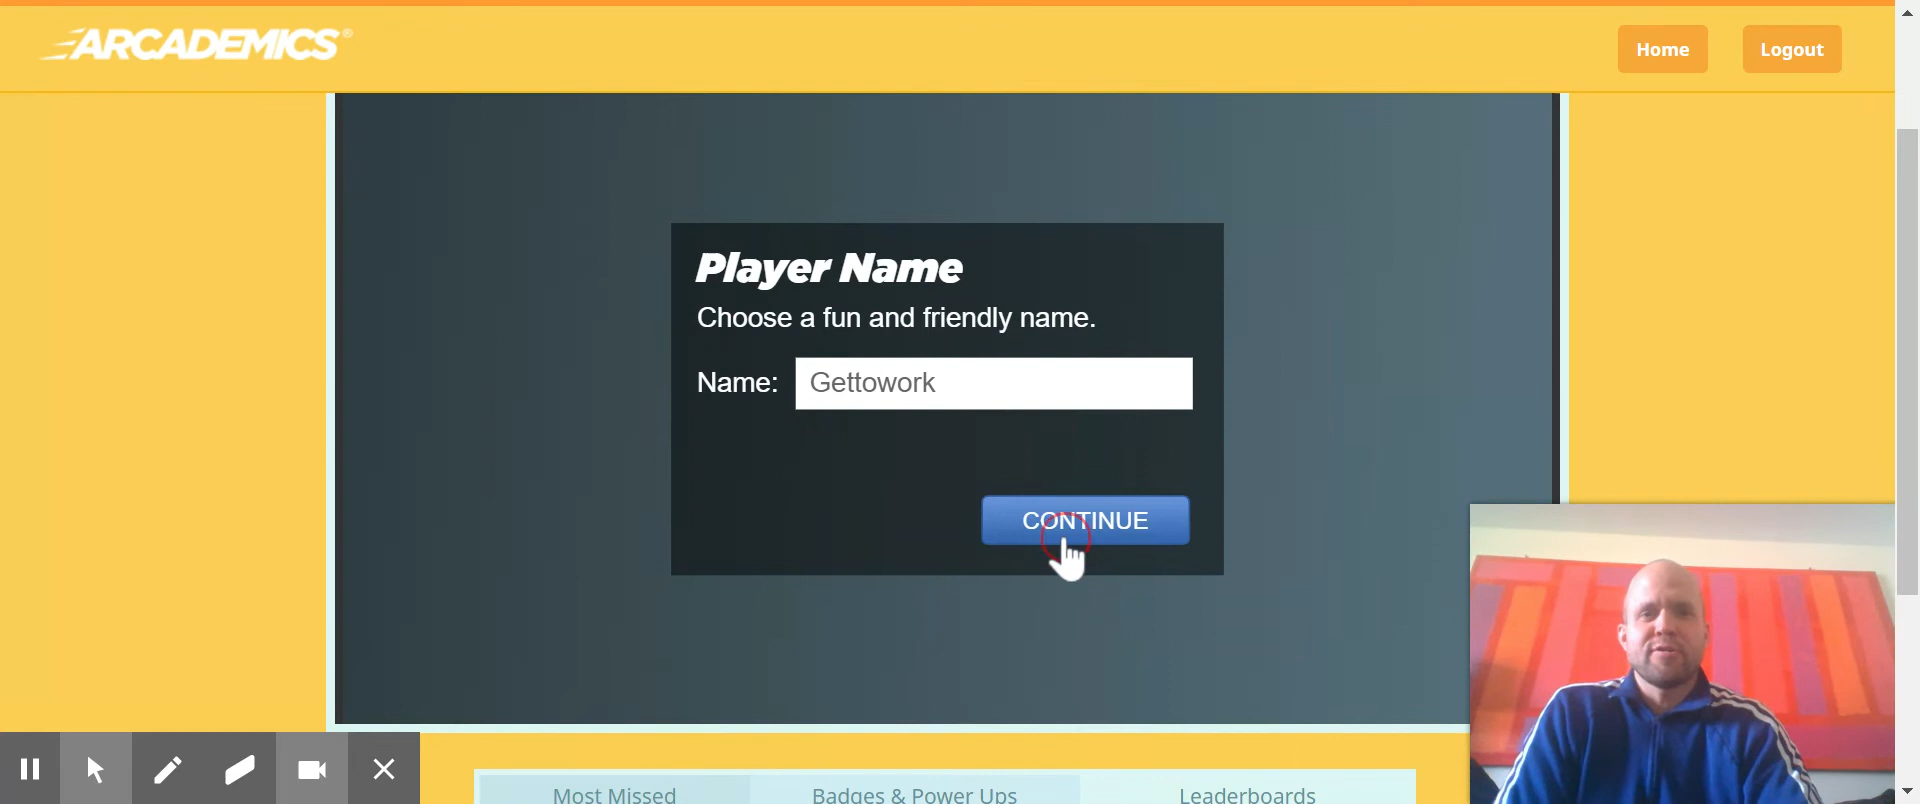 ARCADEMICS®
Home
Logout
Player Name
Choose a fun and friendly name.
Name: Gettowork
CONTINUE
Most Missed
Badges & Power Ups
Leaderboards